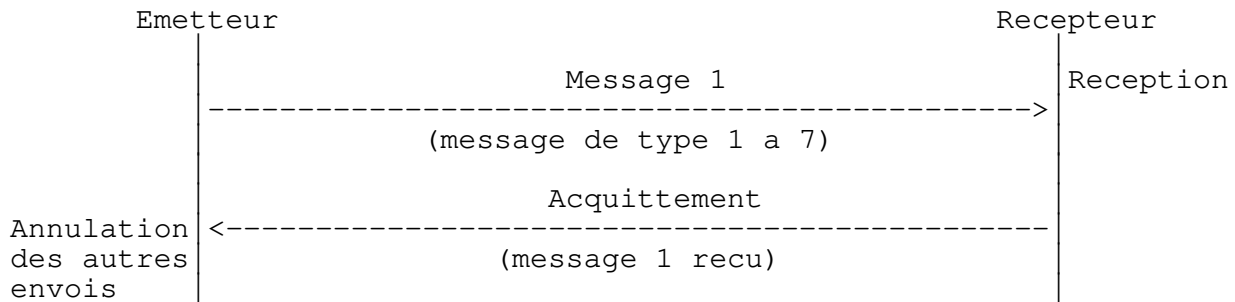 Emetteur Recepteur
Message 1 Reception
(message de type 1 a 7)
Acquittement
Annulation
des autres (message 1 recu)
envois